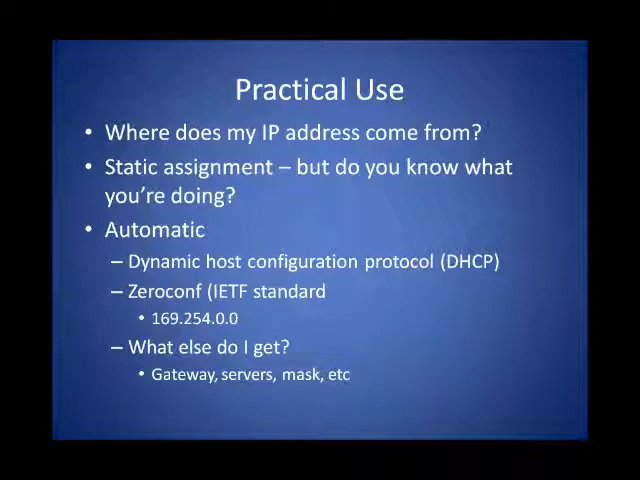 Practical Use
• Where does my IP address come from?
• Static assignment – but do you know what
you're doing?
• Automatic
– Dynamic host configuration protocol (DHCP)
– Zeroconf (IETF standard
• 169.254.0.0
– What else do I get?
• Gateway, servers, mask, etc